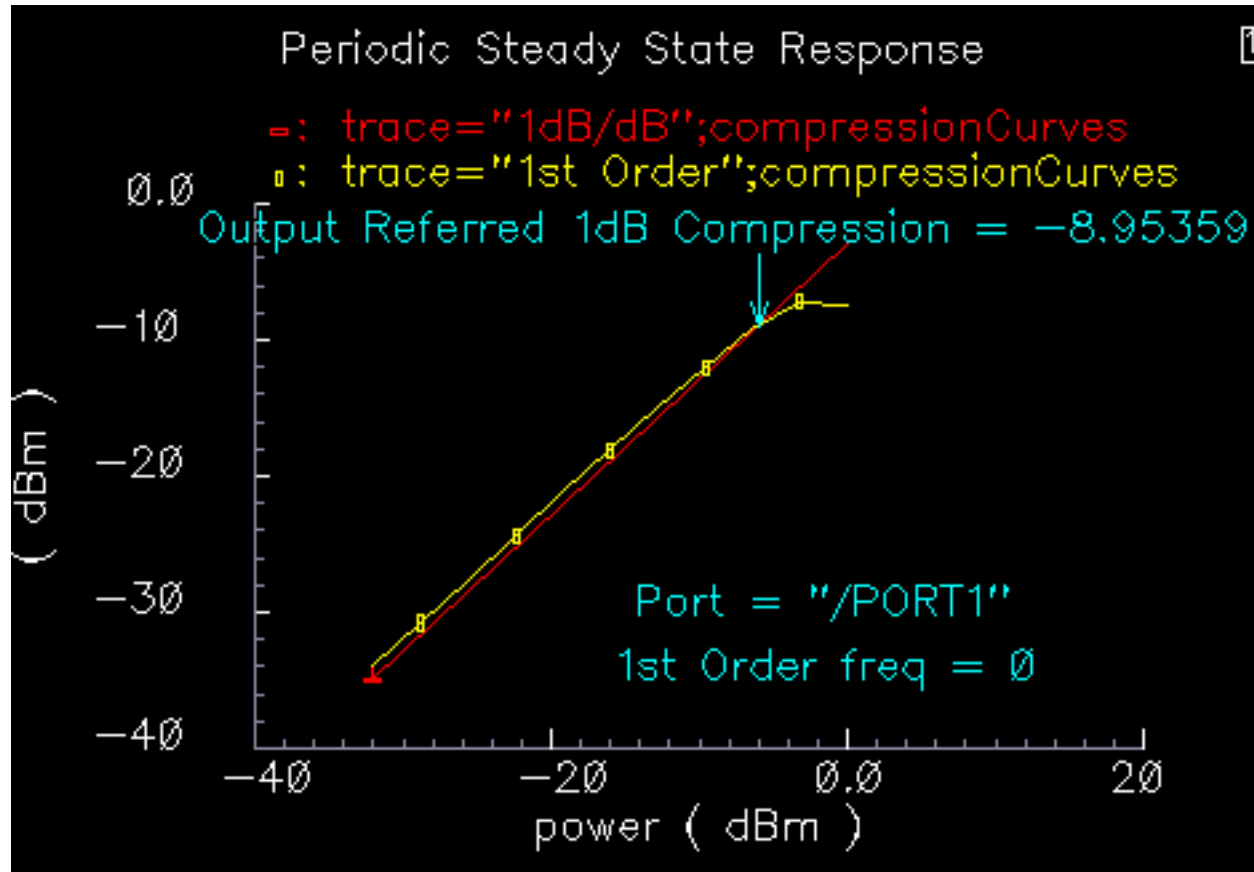 Periodic Steady State Response
1
-: trace="1dB/dB";compressionCurves
▯: trace="1st Order";compressionCurves
0.0
Output Referred 1dB Compression = -8.95359
-10
-20
-30
-40
( dBm )
Port = "/PORT1"
1st Order freq = 0
-40
-20
0.0
20
power ( dBm )